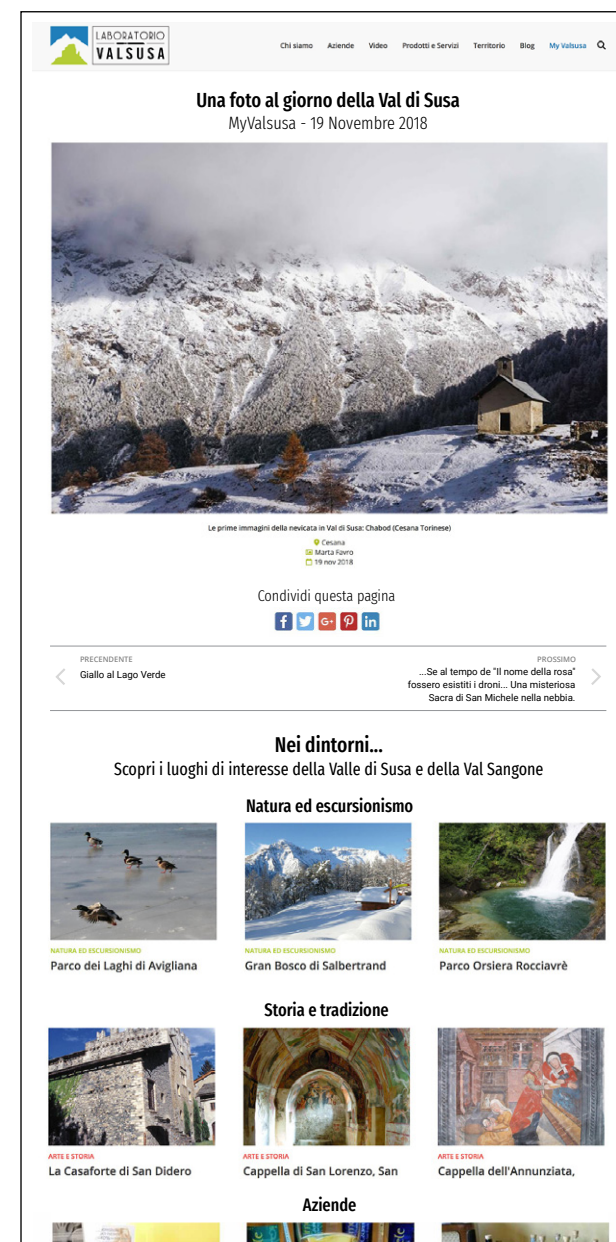 LABORATORIO
VALSUSA
Chi siamo Aziende Video Prodotti e Servizi Territorio Blog My Valsusa
Una foto al giorno della Val di Susa
MyValsusa - 19 Novembre 2018
Le prime immagini della nevicata in Val di Susa: Chabod (Cesana Torinese)
Cesana
Marta Favro
19 nov 2018
Condividi questa pagina
f G+ in
PRECENDENTE
Giallo al Lago Verde
PROSSIMO
...Se al tempo de "Il nome della rosa"
fossero esistiti i droni... Una misteriosa
Sacra di San Michele nella nebbia.
Nei dintorni...
Scopri i luoghi di interesse della Valle di Susa e della Val Sangone
Natura ed escursionismo
NATURA ED ESCURSIONISMO NATURA ED ESCURSIONISMO NATURA ED ESCURSIONISMO
Parco dei Laghi di Avigliana Gran Bosco di Salbertrand Parco Orsiera Rocciavrè
Storia e tradizione
ARTE E STORIA ARTE E STORIA ARTE E STORIA
La Casaforte di San Didero Cappella di San Lorenzo, San Cappella dell'Annunziata,
Aziende